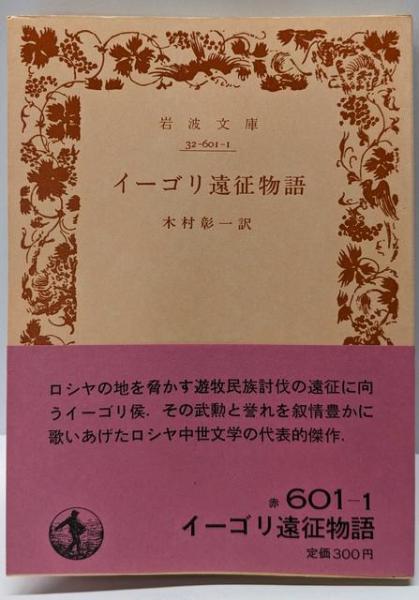 岩波文庫
32-601-1
イーゴリ遠征物語
木村彰一訳
ロシヤの地を脅かす遊牧民族討伐の遠征に向
うイーゴリ侯．その武勲と誉れを叙情豊かに
歌いあげたロシヤ中世文学の代表的傑作．
赤 601-1
イーゴリ遠征物語
定価300円